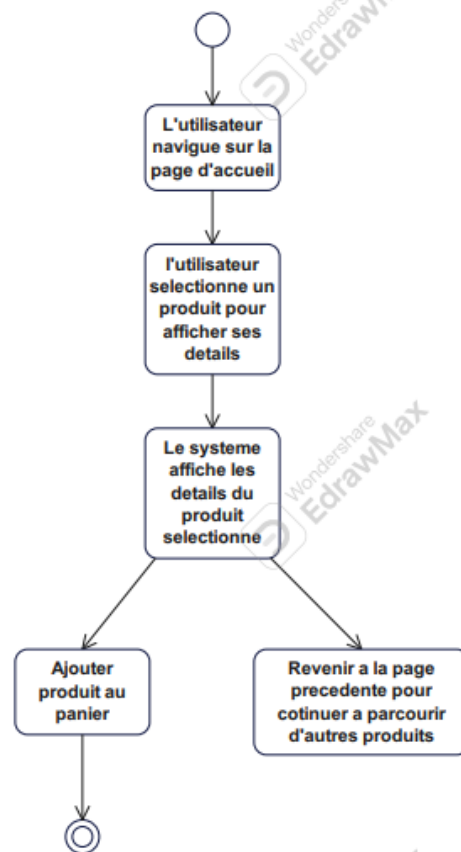 Wondershare
EdrawMax
L'utilisateur
navigue sur la
page d'accueil
l'utilisateur
selectionne un
produit pour
afficher ses
details
Le systeme
affiche les
details du
produit
selectionne
Wondershare
EdrawMax
Ajouter
produit au
panier
Revenir a la page
precedente pour
cotinuer a parcourir
d'autres produits